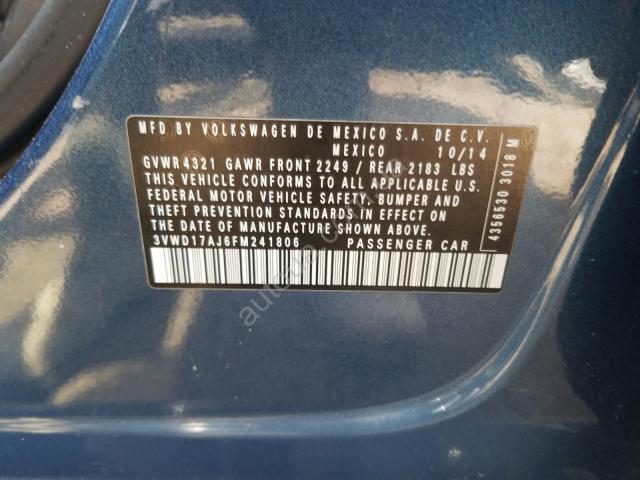 MFD BY VOLKSWAGEN DE MEXICO S.A. DE C.V.
MEXICO 10/14
GVWR 4321 GAWR FRONT 2249 / REAR 2183 LBS
THIS VEHICLE CONFORMS TO ALL APPLICABLE U.S.
FEDERAL MOTOR VEHICLE SAFETY, BUMPER AND
THEFT PREVENTION STANDARDS IN EFFECT ON
THE DATE OF MANUFACTURE SHOWN ABOVE.
3VWD17AJ6FM241806 PASSENGER CAR
4356530 3018 M